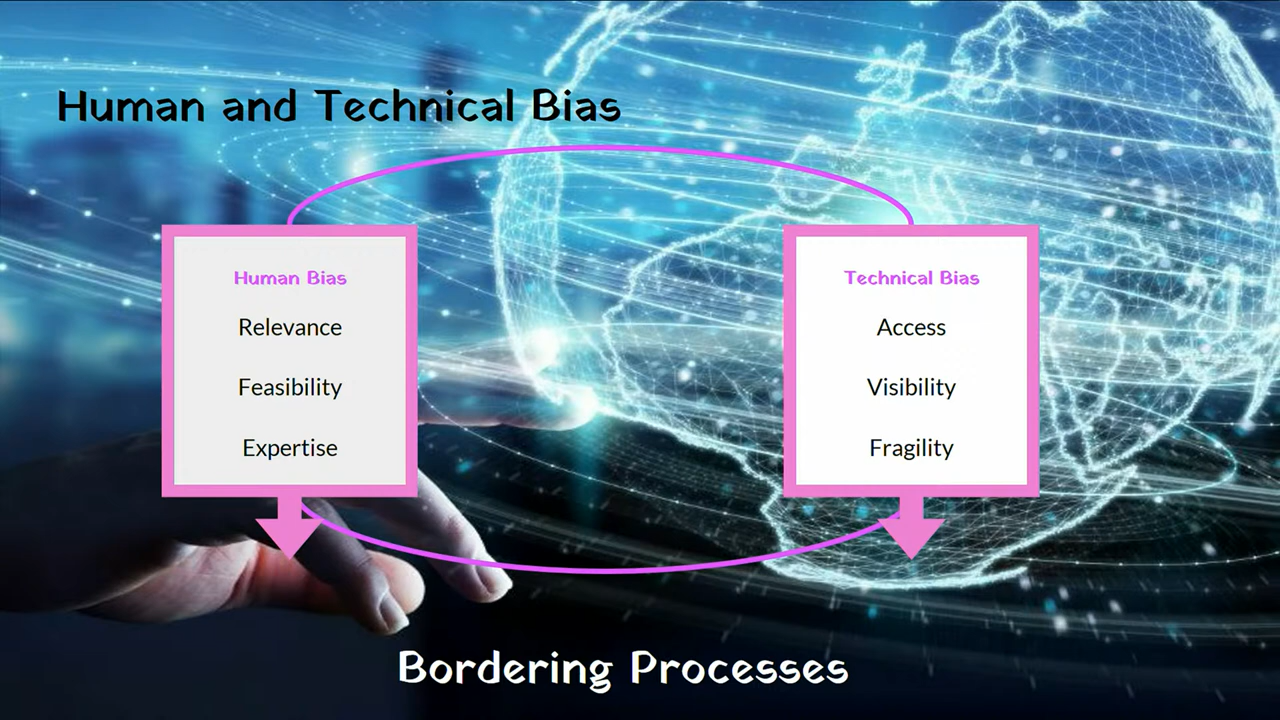 Human and Technical Bias
Human Bias
Relevance
Feasibility
Expertise
Technical Bias
Access
Visibility
Fragility
Bordering Processes